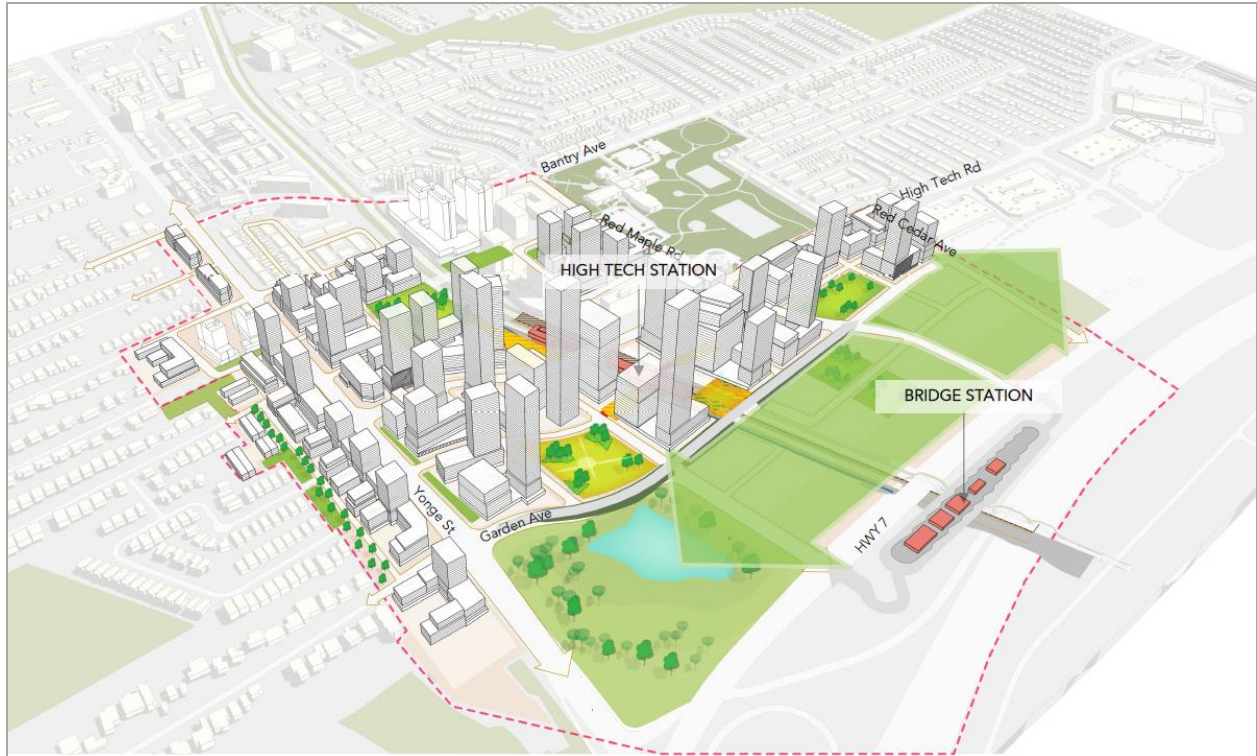 Bantry Ave
High Tech Rd
Red Cedar Ave
Red Maple Rd
HIGH TECH STATION
BRIDGE STATION
Yonge St
Garden Ave
HWY 7